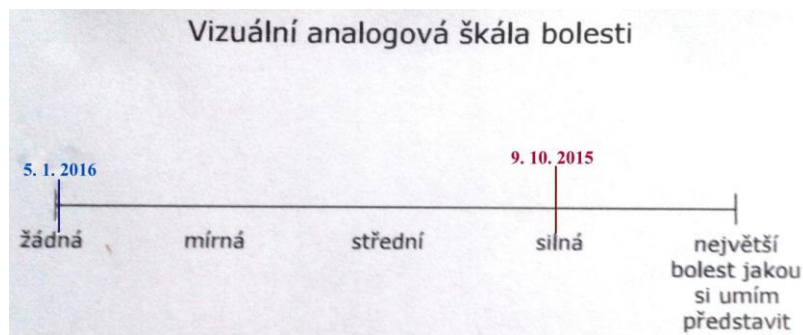 Vizuální analogová škála bolesti
9. 10. 2015
5. 1. 2016
žádná
mírná
střední
silná
největší
bolest jakou
si umím
představit